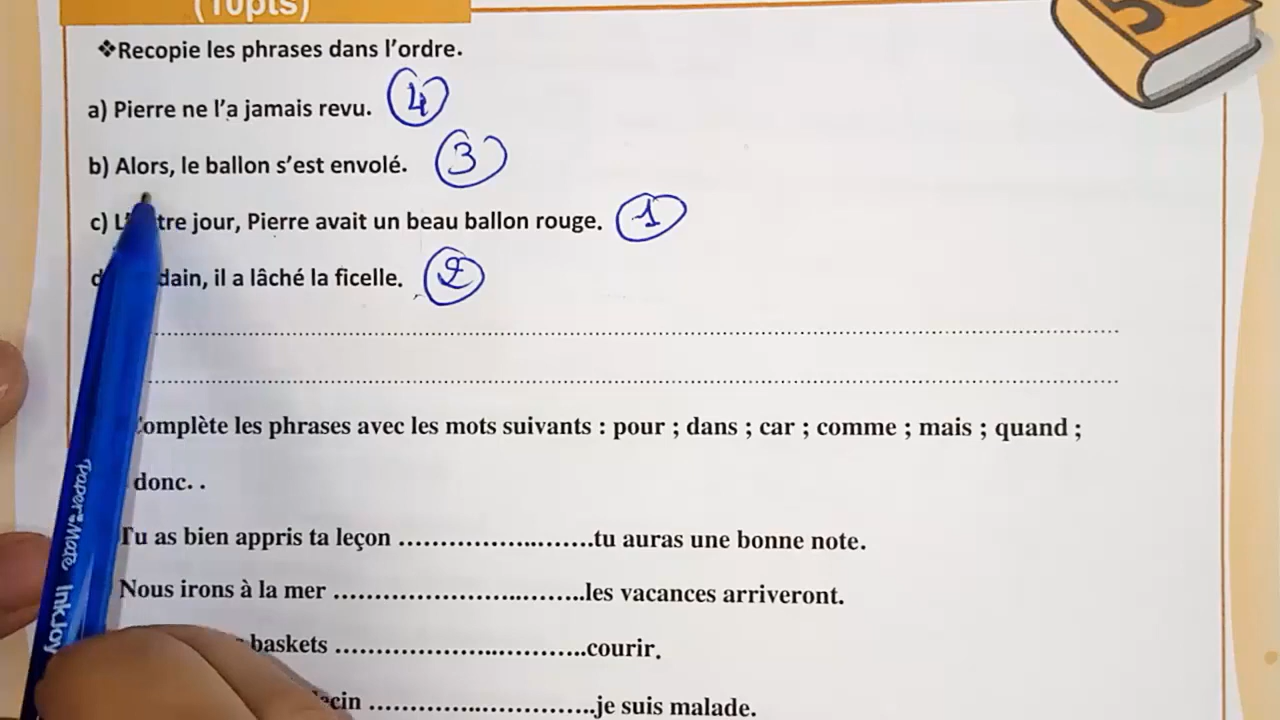 (10pts)
❖Recopie les phrases dans l'ordre.
a) Pierre ne l'a jamais revu. 4
b) Alors, le ballon s'est envolé. 3
c) L' tre jour, Pierre avait un beau ballon rouge. 1
d dain, il a lâché la ficelle. 2
omplète les phrases avec les mots suivants : pour ; dans ; car ; comme ; mais ; quand ;
donc. .
Tu as bien appris ta leçon ……………………..…….tu auras une bonne note.
Nous irons à la mer ……………………..……..les vacances arriveront.
baskets ……………………..………..courir.
cin ……………………..………..je suis malade.
Paper:Mate InkJoy